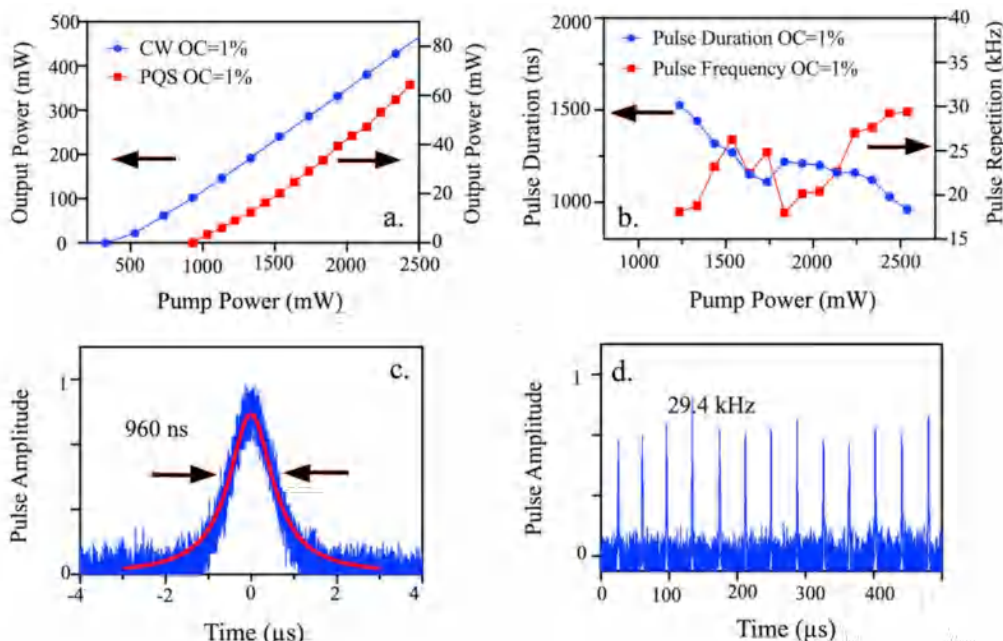 500
400
300
200
100
0
Output Power (mW)
CW OC=1%
PQS OC=1%
a.
80
60
40
20
0
Output Power (mW)
500
1000
1500
2000
2500
Pump Power (mW)
2000
1500
1000
Pulse Duration (ns)
Pulse Duration OC=1%
Pulse Frequency OC=1%
b.
40
35
30
25
20
15
Pulse Repetition (kHz)
1000
1500
2000
2500
Pump Power (mW)
1
0
Pulse Amplitude
c.
960 ns
-4
-2
0
2
4
Time (µs)
1
0
Pulse Amplitude
d.
29.4 kHz
0
100
200
300
400
Time (µs)